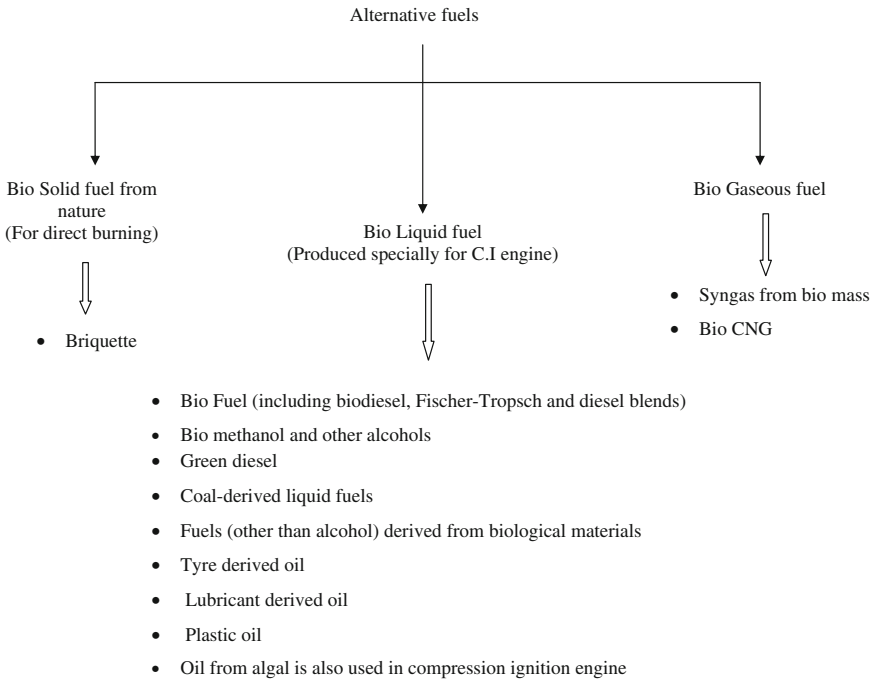 Alternative fuels
Bio Solid fuel from
nature
(For direct burning)
• Briquette
Bio Liquid fuel
(Produced specially for C.I engine)
• Bio Fuel (including biodiesel, Fischer-Tropsch and diesel blends)
• Bio methanol and other alcohols
• Green diesel
• Coal-derived liquid fuels
• Fuels (other than alcohol) derived from biological materials
• Tyre derived oil
• Lubricant derived oil
• Plastic oil
• Oil from algal is also used in compression ignition engine
Bio Gaseous fuel
• Syngas from bio mass
• Bio CNG